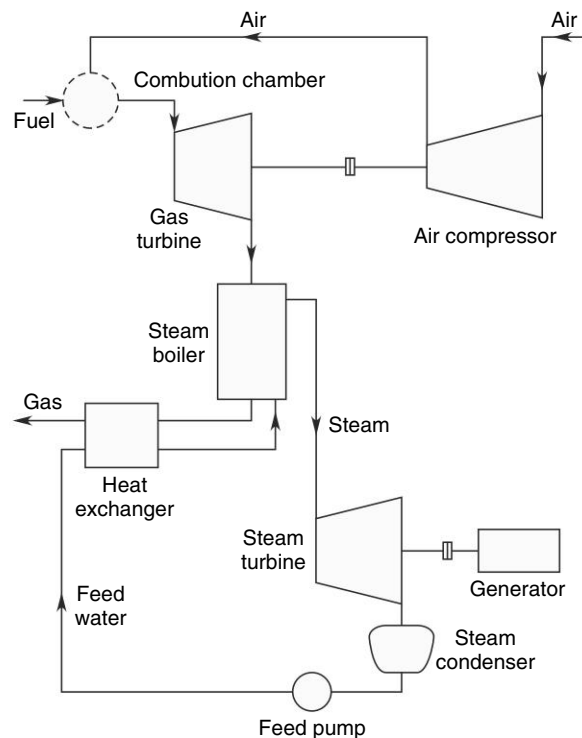 Air
Air
Combution chamber
Fuel
Gas
turbine
Air compressor
Steam
boiler
Gas
Steam
Heat
exchanger
Steam
turbine
Generator
Feed
water
Steam
condenser
Feed pump